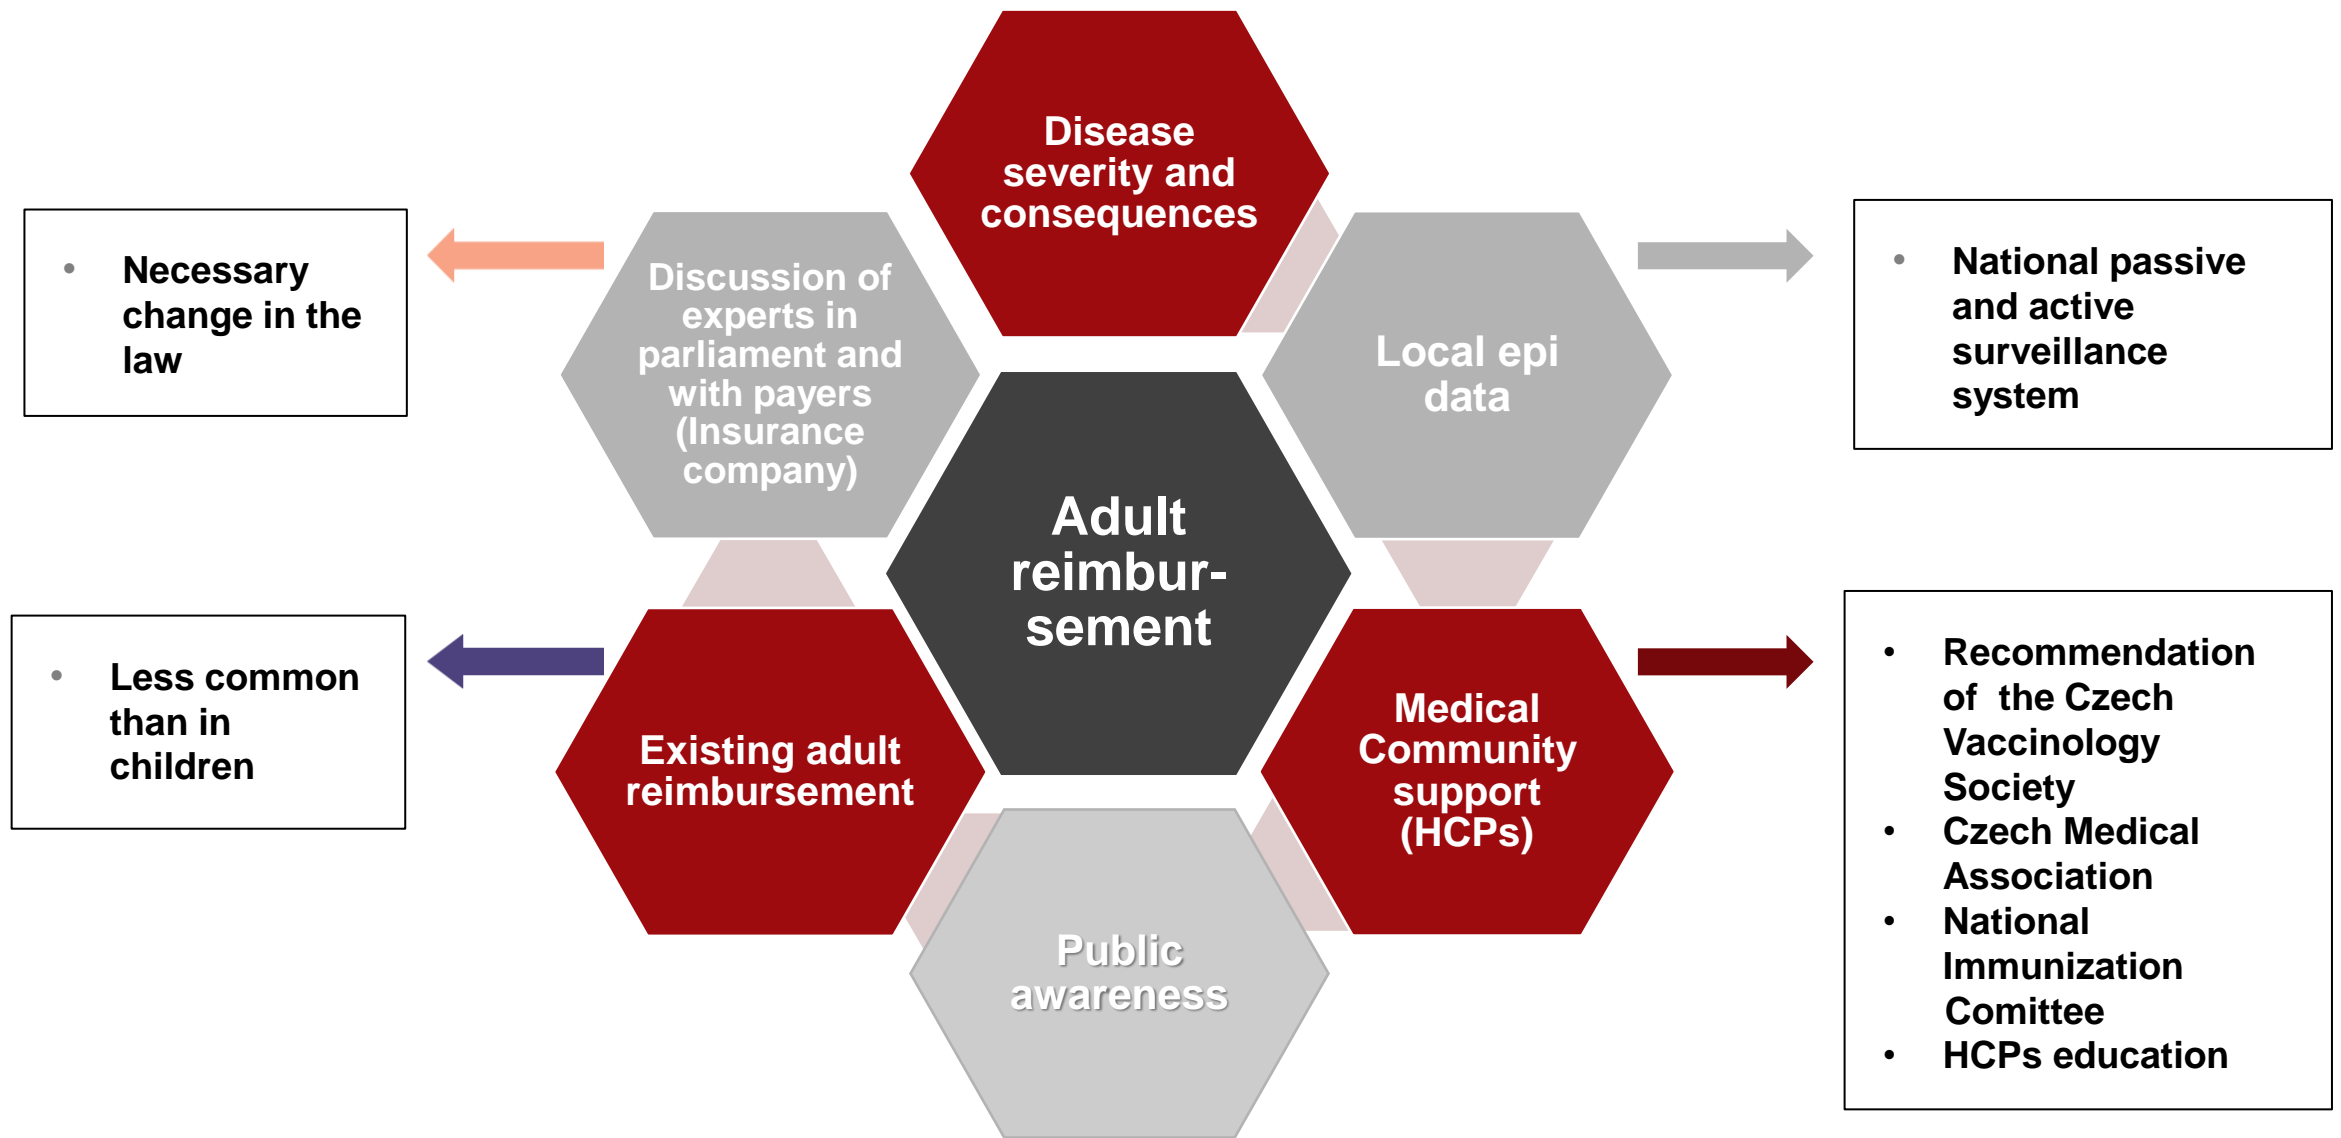 Disease
severity and
consequences
• Necessary
change in the
law
Discussion of
experts in
parliament and
with payers
(Insurance
company)
Local epi
data
• National passive
and active
surveillance
system
Adult
reimbur-
sement
• Less common
than in
children
Existing adult
reimbursement
Medical
Community
support
(HCPs)
• Recommendation
of the Czech
Vaccinology
Society
• Czech Medical
Association
• National
Immunization
Comittee
• HCPs education
Public
awareness